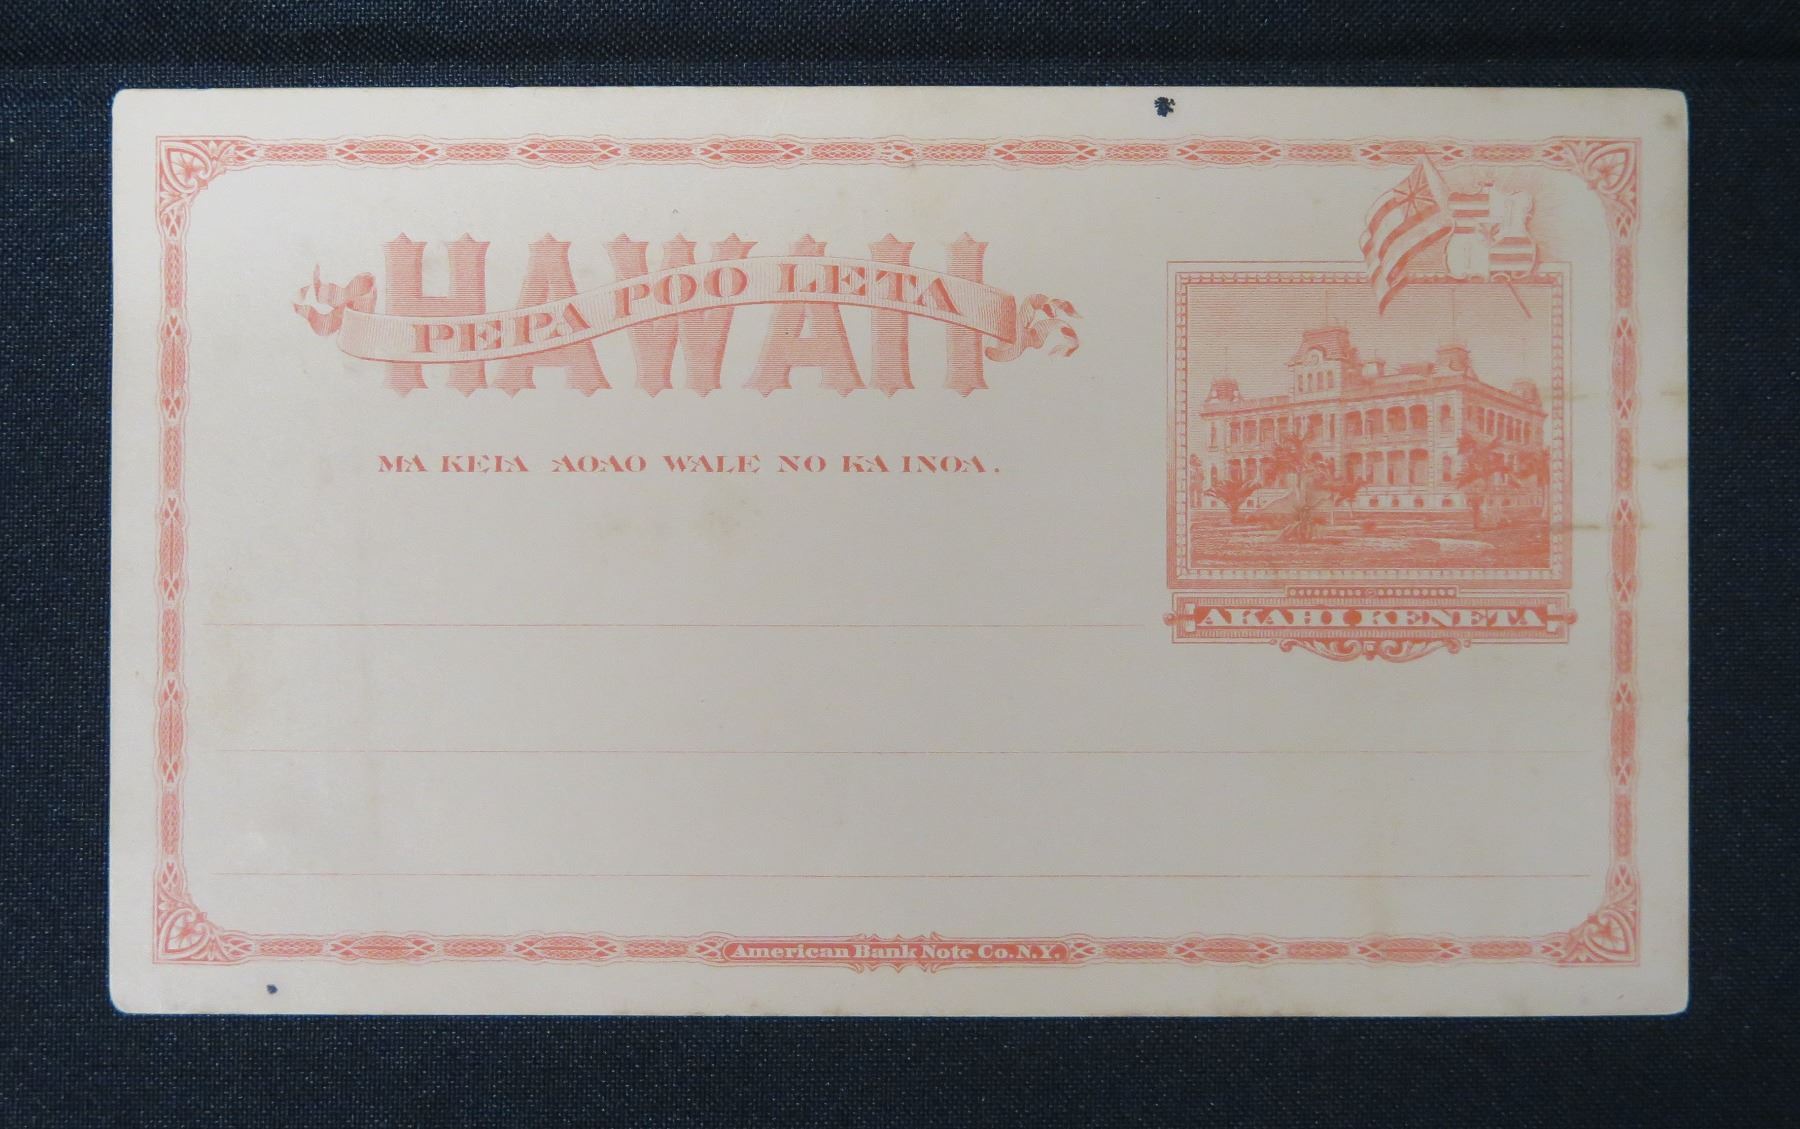 HAWAII
PEPA POO LETA
MA KEIA AOAO WALE NO KA INOA.
AKAHI KENETA
American Bank Note Co. N.Y.